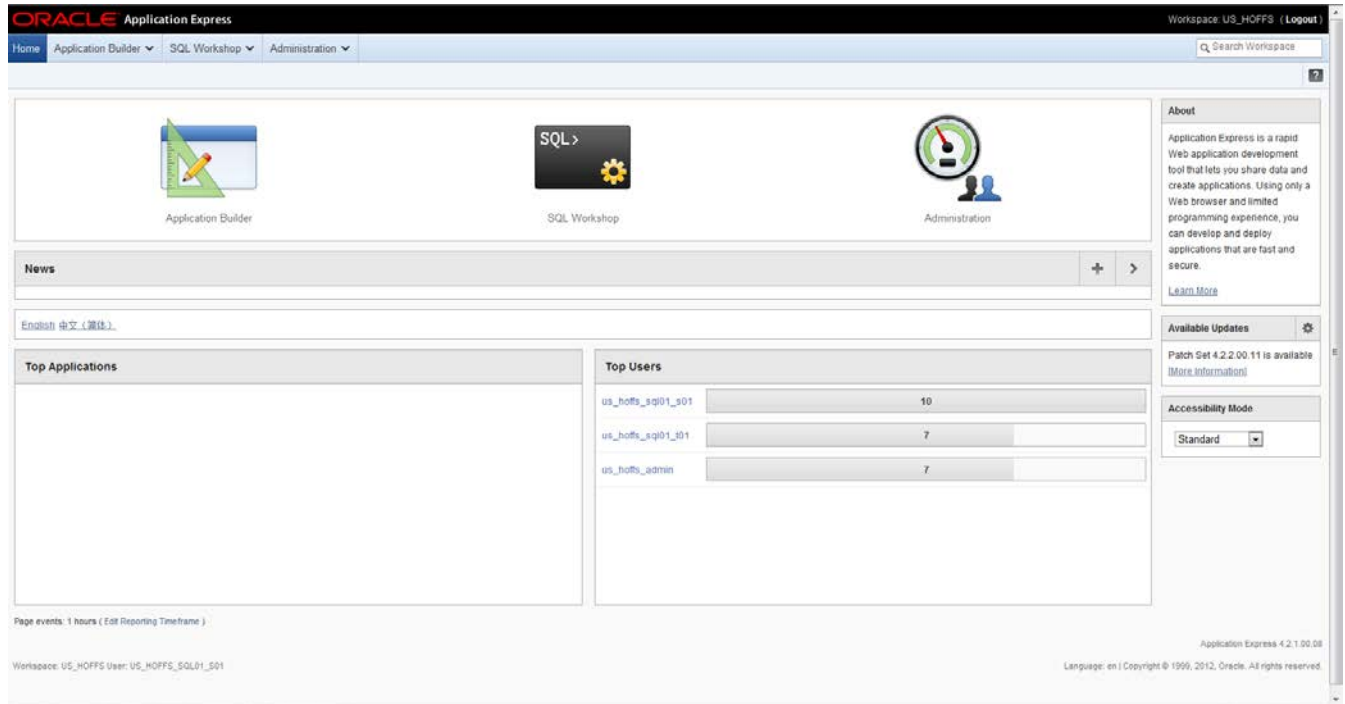 ORACLE Application Express
Workspace: US_HOFFS ( Logout )
Home Application Builder SQL Workshop Administration
Search Workspace
?
SQL>
Application Builder SQL Workshop Administration
About
Application Express is a rapid
Web application development
tool that lets you share data and
create applications. Using only a
Web browser and limited
programming experience, you
can develop and deploy
applications that are fast and
secure.
Learn More
News
English 中文 (简体)
Available Updates
Patch Set 4.2.2.00.11 is available
[More Information]
Accessibility Mode
Standard
Top Applications
Top Users
us_hoffs_sql01_s01 10
us_hoffs_sql01_t01 7
us_hoffs_admin 7
Page events: 1 hours ( Edit Reporting Timeframe )
Application Express 4.2.1.00.08
Workspace: US_HOFFS User: US_HOFFS_SQL01_S01
Language: en | Copyright © 1999, 2012, Oracle. All rights reserved.